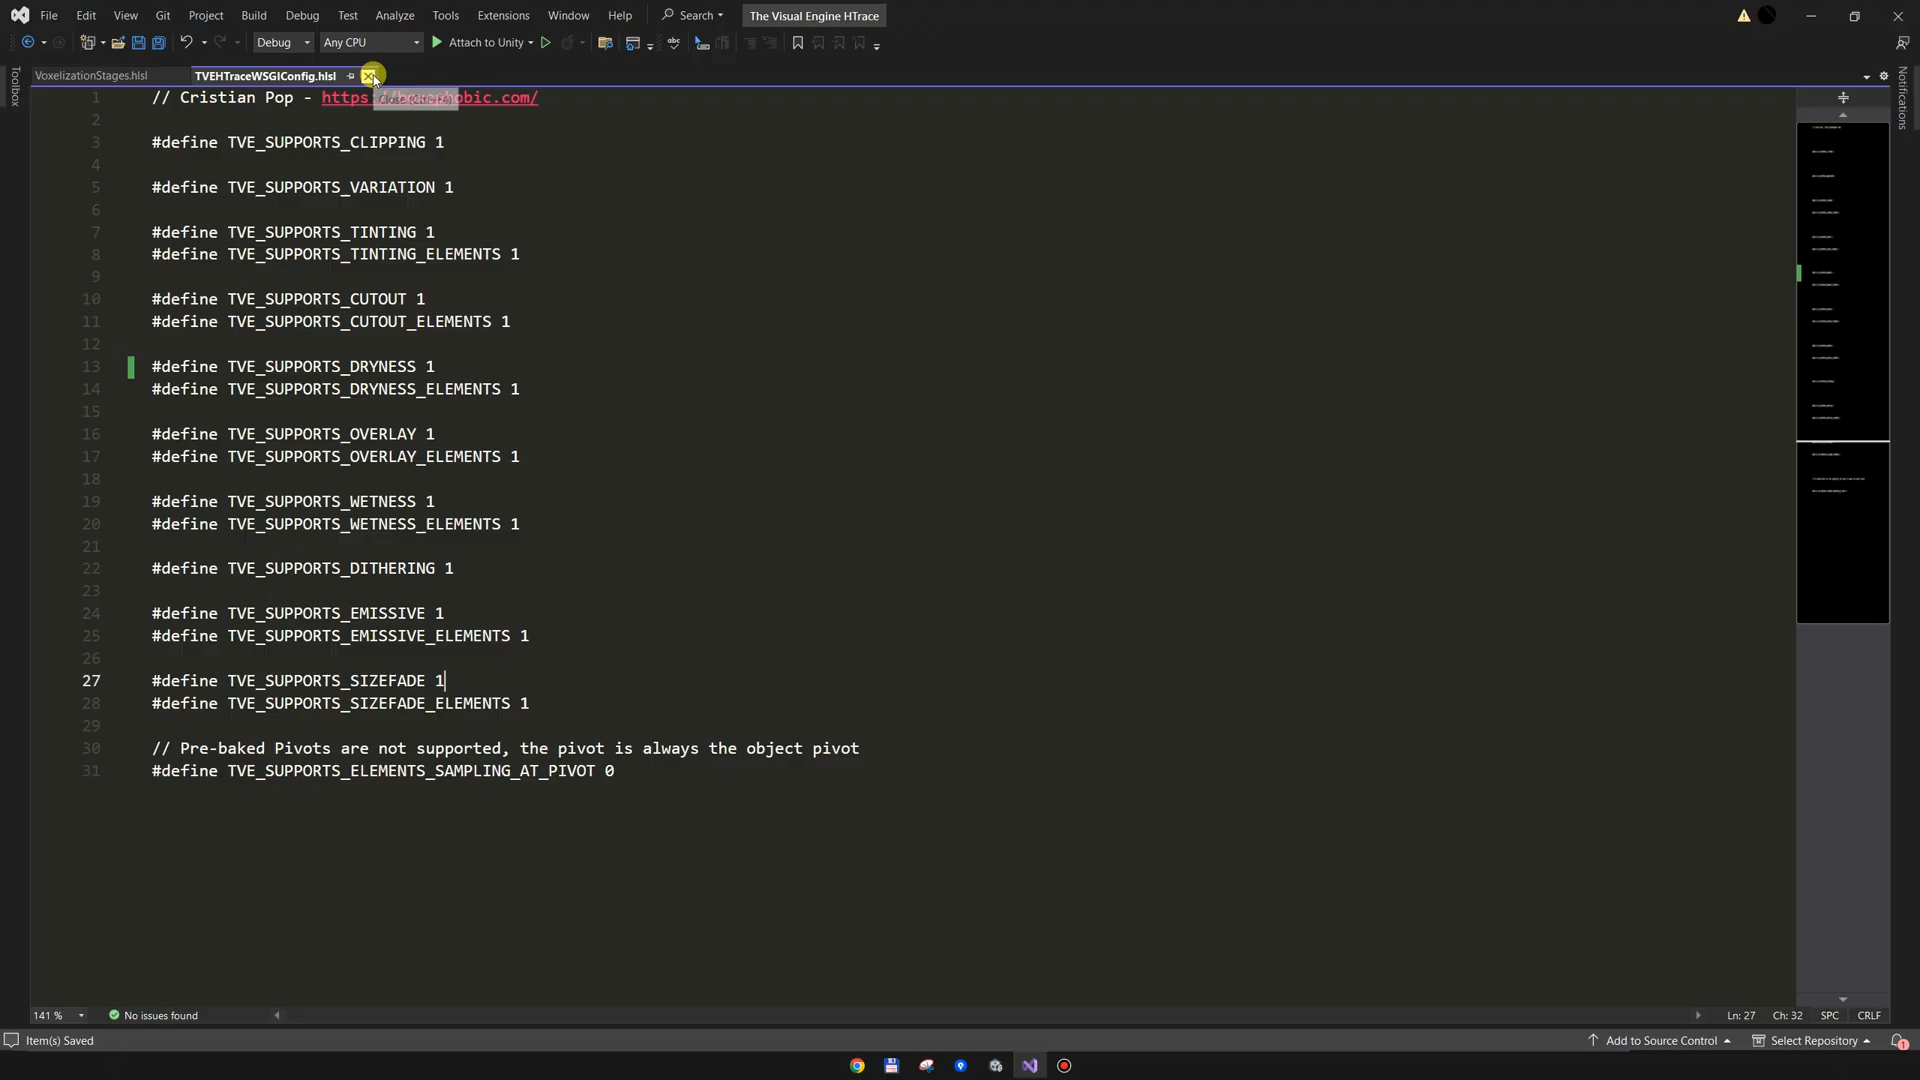 File Edit View Git Project Build Debug Test Analyze Tools Extensions Window Help Search The Visual Engine HTrace
Debug Any CPU Attach to Unity
Toolbox
VoxelizationStages.hlsl TVEHTraceWSGIConfig.hlsl
Notifications
1 // Cristian Pop - https
2
3 #define TVE_SUPPORTS_CLIPPING 1
4
5 #define TVE_SUPPORTS_VARIATION 1
6
7 #define TVE_SUPPORTS_TINTING 1
8 #define TVE_SUPPORTS_TINTING_ELEMENTS 1
9
10 #define TVE_SUPPORTS_CUTOUT 1
11 #define TVE_SUPPORTS_CUTOUT_ELEMENTS 1
12
13 #define TVE_SUPPORTS_DRYNESS 1
14 #define TVE_SUPPORTS_DRYNESS_ELEMENTS 1
15
16 #define TVE_SUPPORTS_OVERLAY 1
17 #define TVE_SUPPORTS_OVERLAY_ELEMENTS 1
18
19 #define TVE_SUPPORTS_WETNESS 1
20 #define TVE_SUPPORTS_WETNESS_ELEMENTS 1
21
22 #define TVE_SUPPORTS_DITHERING 1
23
24 #define TVE_SUPPORTS_EMISSIVE 1
25 #define TVE_SUPPORTS_EMISSIVE_ELEMENTS 1
26
27 #define TVE_SUPPORTS_SIZEFADE 1
28 #define TVE_SUPPORTS_SIZEFADE_ELEMENTS 1
29
30 // Pre-baked Pivots are not supported, the pivot is always the object pivot
31 #define TVE_SUPPORTS_ELEMENTS_SAMPLING_AT_PIVOT 0
141 % No issues found Ln: 27 Ch: 32 SPC CRLF
Item(s) Saved Add to Source Control Select Repository 1